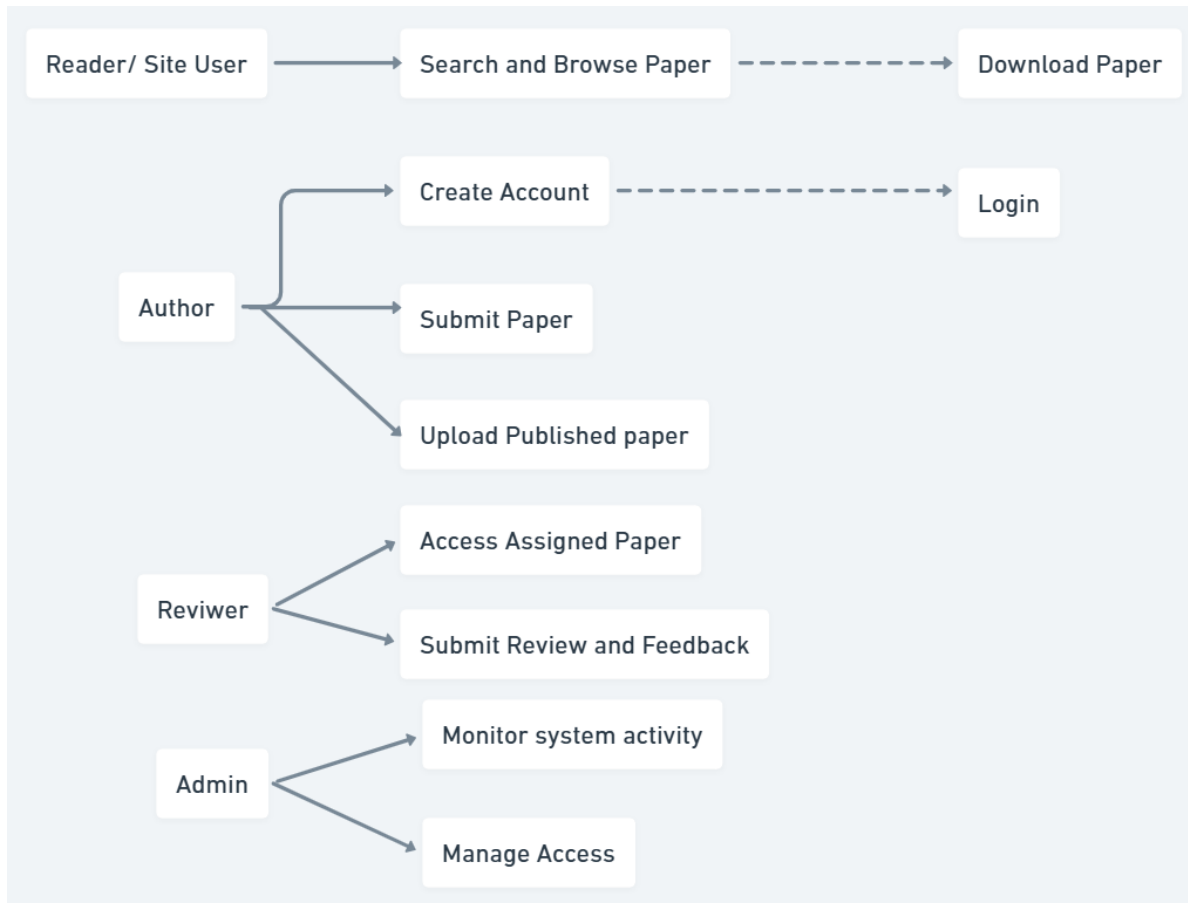 Reader/ Site User
Search and Browse Paper
Download Paper
Create Account
Login
Author
Submit Paper
Upload Published paper
Access Assigned Paper
Reviwer
Submit Review and Feedback
Monitor system activity
Admin
Manage Access